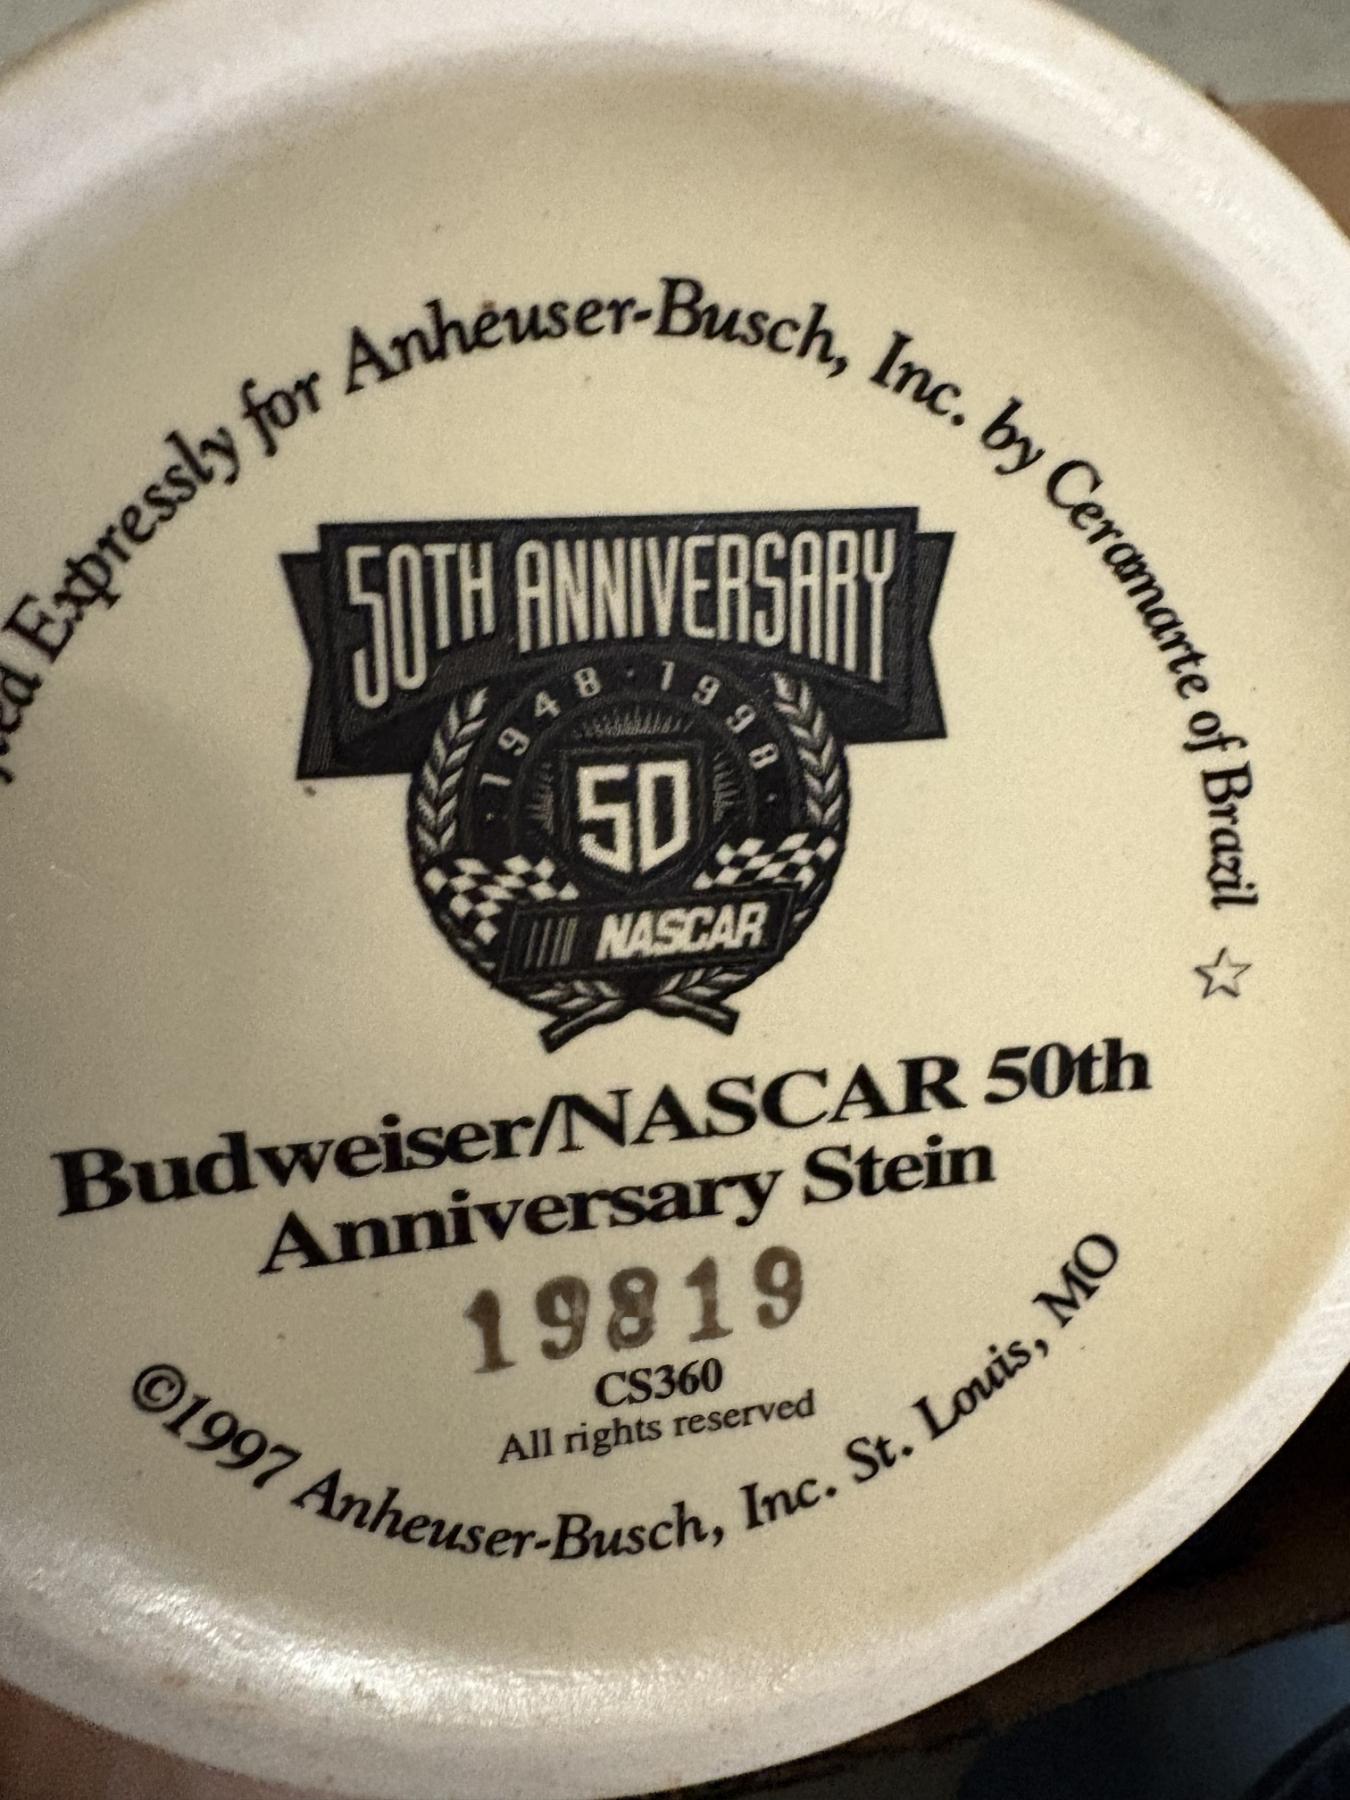 Expressly for Anheuser-Busch, Inc. by Ceramarte of Brazil ☆
50TH ANNIVERSARY
· 1948 · 1998 ·
50
NASCAR
Budweiser/NASCAR 50th
Anniversary Stein
19819
CS360
All rights reserved
©1997 Anheuser-Busch, Inc. St. Louis, MO